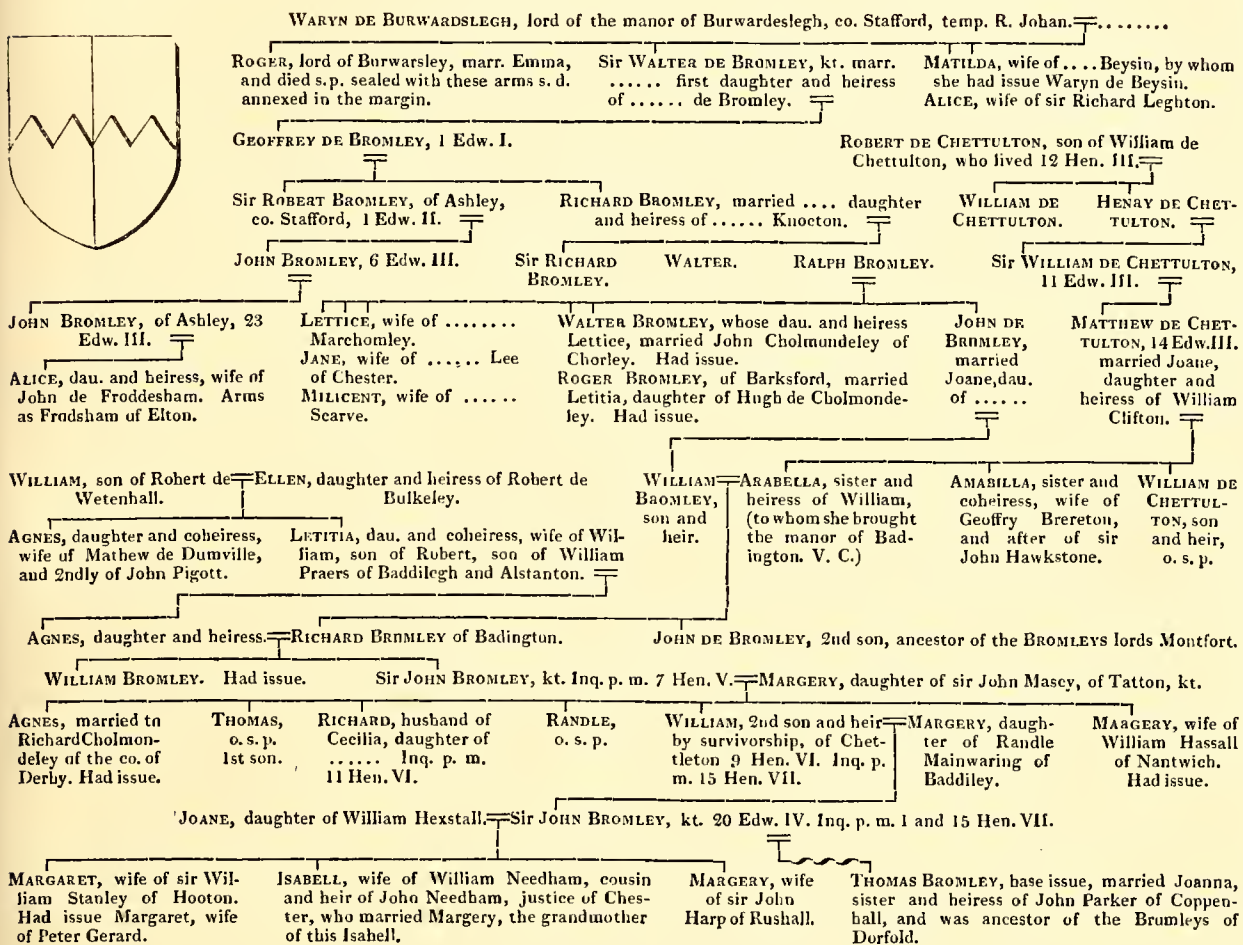 WARYN DE BURWARDSLEGH, lord of the manor of Burwardeslegh, co. Stafford, temp. R. Johan.=........
ROGER, lord of Burwarsley, marr. Emma,
and died s.p. sealed with these arms s. d.
annexed in the margin.
Sir WALTER DE BROMLEY, kt. marr.
...... first daughter and heiress
of ...... de Bromley.
MATILDA, wife of .... Beysin, by whom
she had issue Waryn de Beysin.
ALICE, wife of sir Richard Leghton.
GEOFFREY DE BROMLEY, 1 Edw. I.
ROBERT DE CHETTULTON, son of William de
Chettulton, who lived 12 Hen. III.
Sir ROBERT BROMLEY, of Ashley,
co. Stafford, 1 Edw. II.
RICHARD BROMLEY, married .... daughter
and heiress of ...... Knocton.
WILLIAM DE
CHETTULTON.
HENRY DE CHET-
TULTON.
JOHN BROMLEY, 6 Edw. III.
Sir RICHARD
BROMLEY.
WALTER.
RALPH BROMLEY.
Sir WILLIAM DE CHETTULTON,
11 Edw. III.
JOHN BROMLEY, of Ashley, 23
Edw. III.
LETTICE, wife of ........
Marchomley.
JANE, wife of ...... Lee
of Chester.
MILICENT, wife of ......
Scarve.
WALTER BROMLEY, whose dau. and heiress
Lettice, married John Cholmundeley of
Chorley. Had issue.
ROGER BROMLEY, of Barksford, married
Letitia, daughter of Hugh de Cholmonde-
ley. Had issue.
JOHN DE
BROMLEY,
married
Joane, dau.
of ......
MATTHEW DE CHET-
TULTON, 14 Edw. III.
married Joane,
daughter and
heiress of William
Clifton.
ALICE, dau. and heiress, wife of
John de Froddesham. Arms
as Frodsham of Elton.
WILLIAM, son of Robert de
Wetenhall.
ELLEN, daughter and heiress of Robert de
Bulkeley.
WILLIAM
BROMLEY,
son and
heir.
ARABELLA, sister and
heiress of William,
(to whom she brought
the manor of Bad-
ington. V. C.)
AMABILLA, sister and
coheiress, wife of
Geoffry Brereton,
and after of sir
John Hawkstone.
WILLIAM DE
CHETTUL-
TON, son
and heir,
o. s. p.
AGNES, daughter and coheiress,
wife of Mathew de Dumville,
and 2ndly of John Pigott.
LETITIA, dau. and coheiress, wife of Wil-
liam, son of Robert, son of William
Praers of Baddilegh and Alstanton.
AGNES, daughter and heiress.=RICHARD BROMLEY of Badington.
JOHN DE BROMLEY, 2nd son, ancestor of the BROMLEYS lords Montfort.
WILLIAM BROMLEY. Had issue.
Sir JOHN BROMLEY, kt. Inq. p. m. 7 Hen. V.=MARGERY, daughter of sir John Masey, of Tatton, kt.
AGNES, married to
Richard Cholmon-
deley of the co. of
Derby. Had issue.
THOMAS,
o. s. p.
1st son.
RICHARD, husband of
Cecilia, daughter of
...... Inq. p. m.
11 Hen. VI.
RANDLE,
o. s. p.
WILLIAM, 2nd son and heir
by survivorship, of Chet-
tleton 9 Hen. VI. Inq. p.
m. 15 Hen. VII.
MARGERY, daugh-
ter of Randle
Mainwaring of
Baddiley.
MARGERY, wife of
William Hassall
of Nantwich.
Had issue.
JOANE, daughter of William Hexstall.=Sir JOHN BROMLEY, kt. 20 Edw. IV. Inq. p. m. 1 and 15 Hen. VII.
MARGARET, wife of sir Wil-
liam Stanley of Hooton.
Had issue Margaret, wife
of Peter Gerard.
ISABELL, wife of William Needham, cousin
and heir of John Needham, justice of Ches-
ter, who married Margery, the grandmother
of this Isabell.
MARGERY, wife
of sir John
Harp of Rushall.
THOMAS BROMLEY, base issue, married Joanna,
sister and heiress of John Parker of Coppen-
hall, and was ancestor of the Bromleys of
Dorfold.